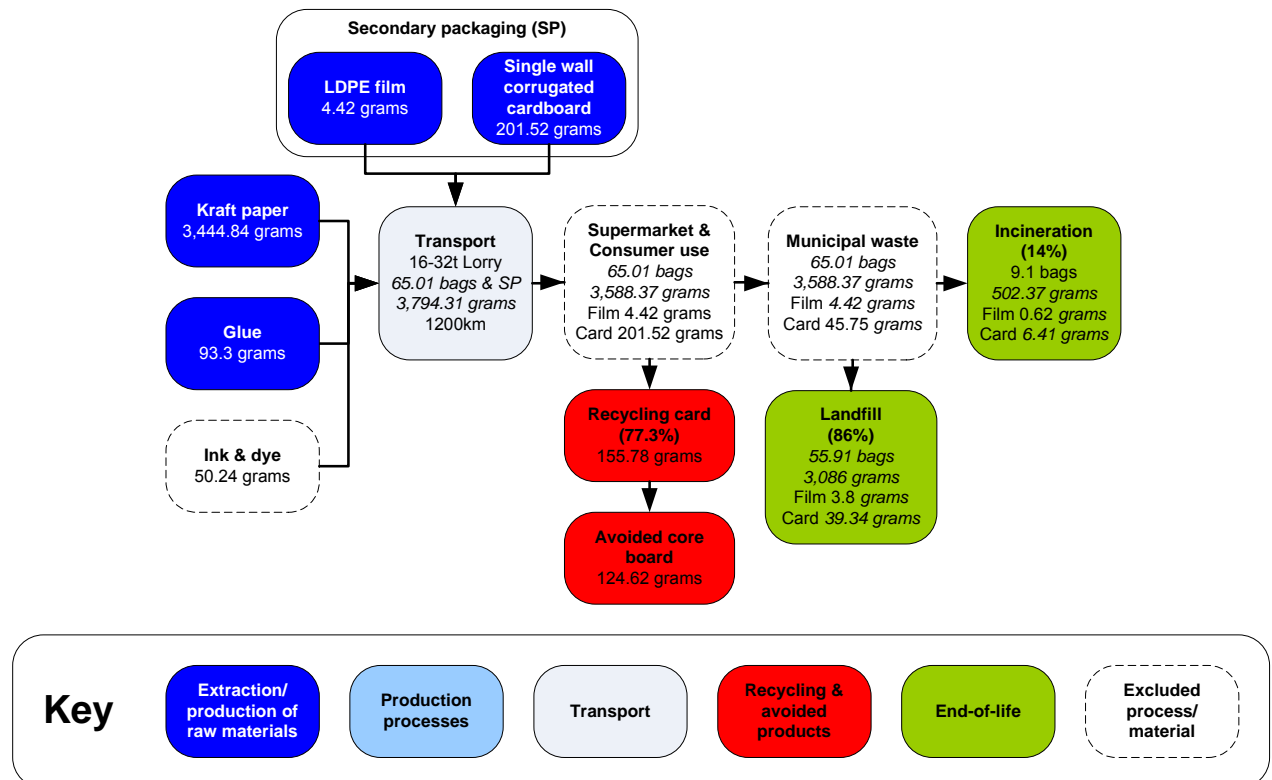 Secondary packaging (SP)
LDPE film
4.42 grams
Single wall
corrugated
cardboard
201.52 grams
Kraft paper
3,444.84 grams
Glue
93.3 grams
Ink & dye
50.24 grams
Transport
16-32t Lorry
65.01 bags & SP
3,794.31 grams
1200km
Supermarket &
Consumer use
65.01 bags
3,588.37 grams
Film 4.42 grams
Card 201.52 grams
Municipal waste
65.01 bags
3,588.37 grams
Film 4.42 grams
Card 45.75 grams
Incineration
(14%)
9.1 bags
502.37 grams
Film 0.62 grams
Card 6.41 grams
Recycling card
(77.3%)
155.78 grams
Avoided core
board
124.62 grams
Landfill
(86%)
55.91 bags
3,086 grams
Film 3.8 grams
Card 39.34 grams
Key
Extraction/
production of
raw materials
Production
processes
Transport
Recycling &
avoided
products
End-of-life
Excluded
process/
material